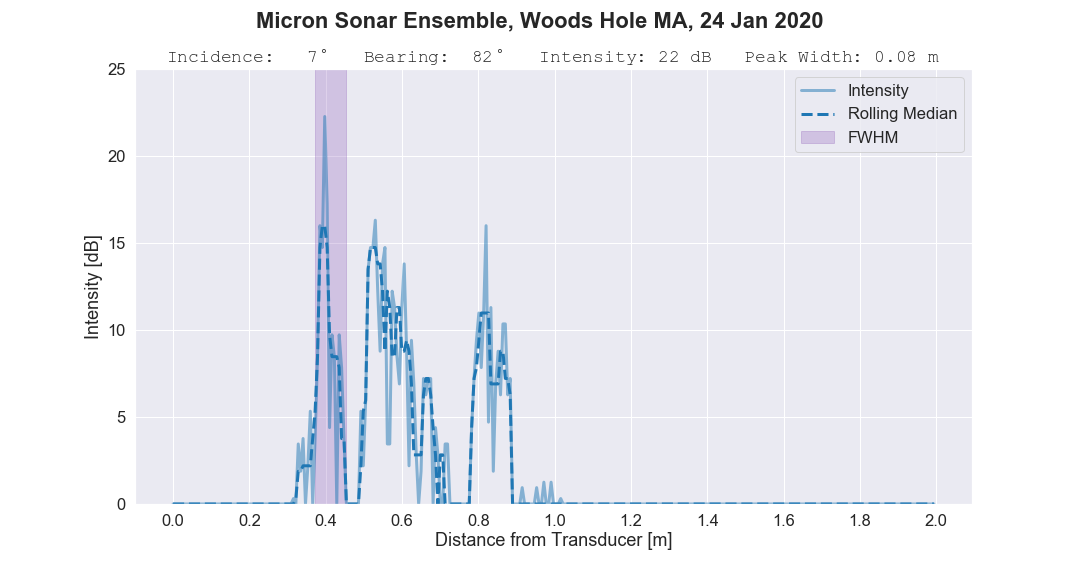 Micron Sonar Ensemble, Woods Hole MA, 24 Jan 2020
Incidence: 7° Bearing: 82° Intensity: 22 dB Peak Width: 0.08 m
Intensity
Rolling Median
FWHM
25
20
15
10
5
0
Intensity [dB]
0.0 0.2 0.4 0.6 0.8 1.0 1.2 1.4 1.6 1.8 2.0
Distance from Transducer [m]